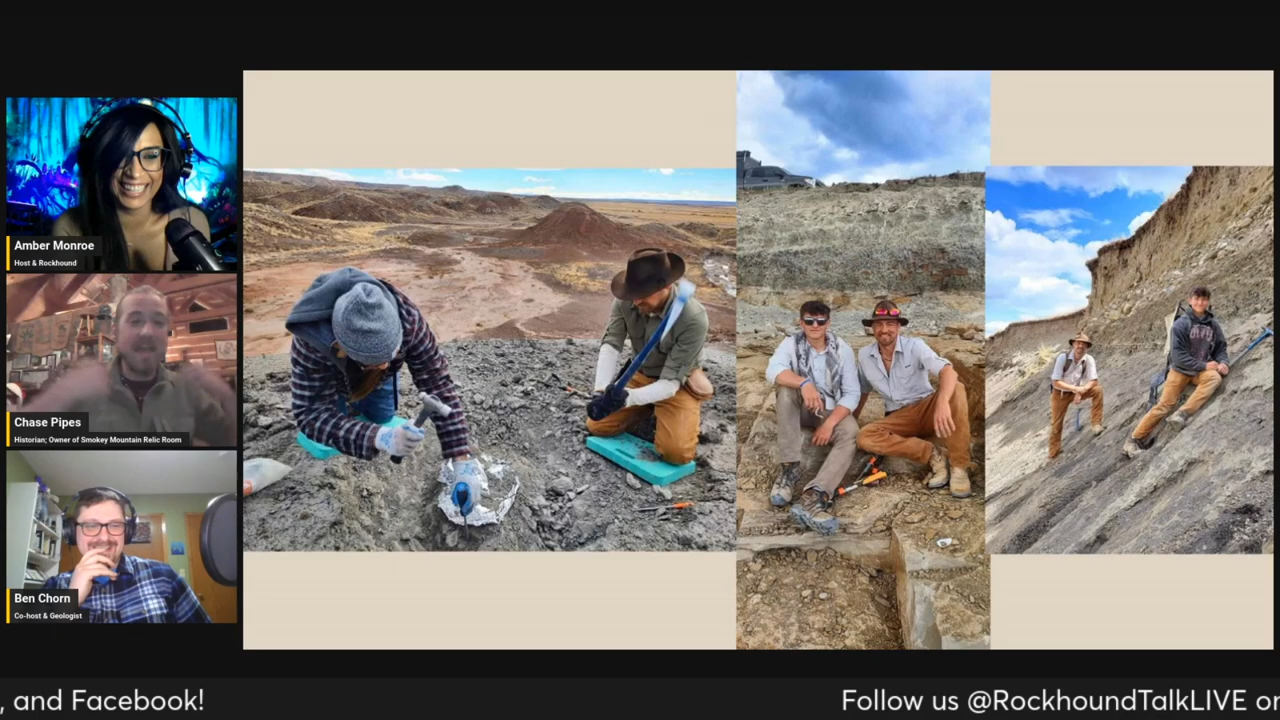 Amber Monroe
Host & Rockhound
Chase Pipes
Historian; Owner of Smokey Mountain Relic Room
Ben Chorn
Co-host & Geologist
, and Facebook!
Follow us @RockhoundTalkLIVE on